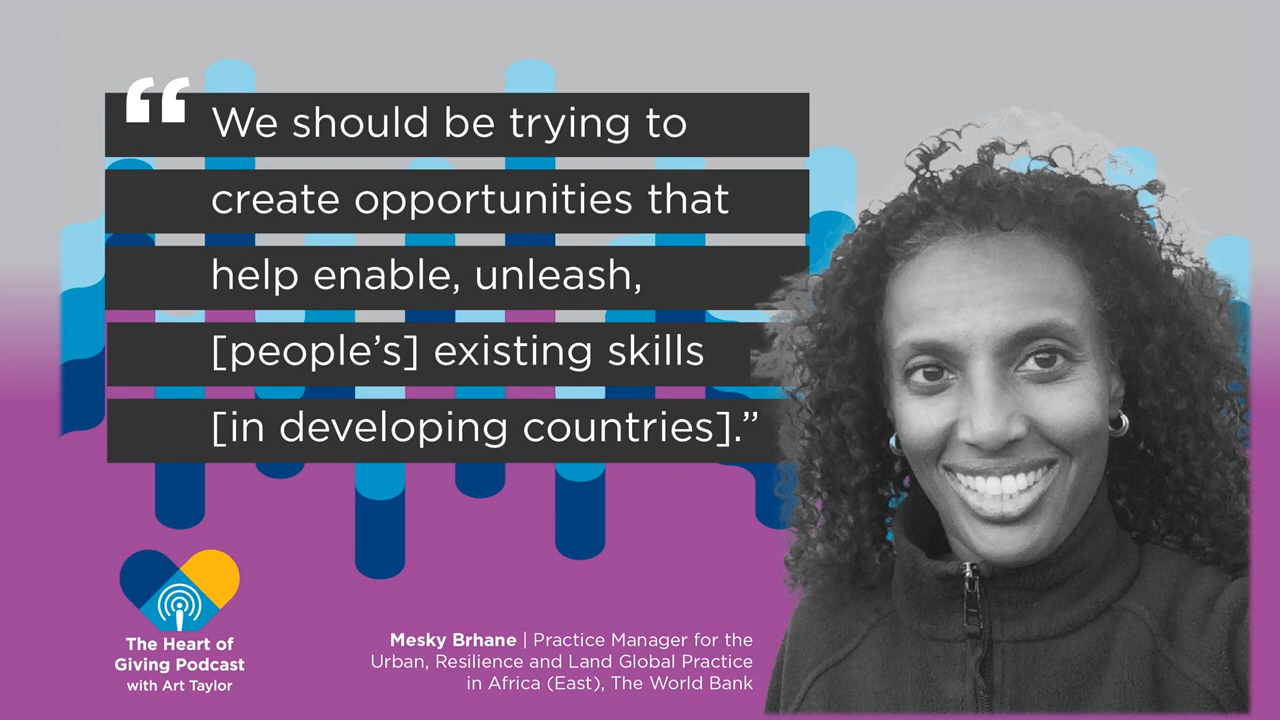 “ We should be trying to
create opportunities that
help enable, unleash,
[people’s] existing skills
[in developing countries].”
The Heart of
Giving Podcast
with Art Taylor
Mesky Brhane | Practice Manager for the
Urban, Resilience and Land Global Practice
in Africa (East), The World Bank